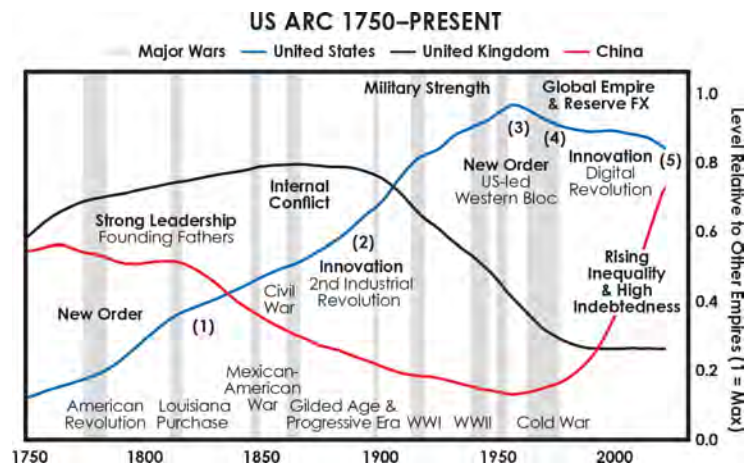 US ARC 1750–PRESENT
Major Wars United States United Kingdom China
Military Strength
Global Empire
& Reserve FX
(3)
(4)
New Order
US-led
Western Bloc
Innovation
Digital
Revolution
(5)
Internal
Conflict
Strong Leadership
Founding Fathers
(2)
Innovation
2nd Industrial
Revolution
Rising
Inequality
& High
Indebtedness
New Order
(1)
Civil
War
Mexican-
American
War
American
Revolution
Louisiana
Purchase
Gilded Age &
Progressive Era
WWI
WWII
Cold War
1.0
0.8
0.6
0.4
0.2
0.0
Level Relative to Other Empires (1 = Max)
1750 1800 1850 1900 1950 2000